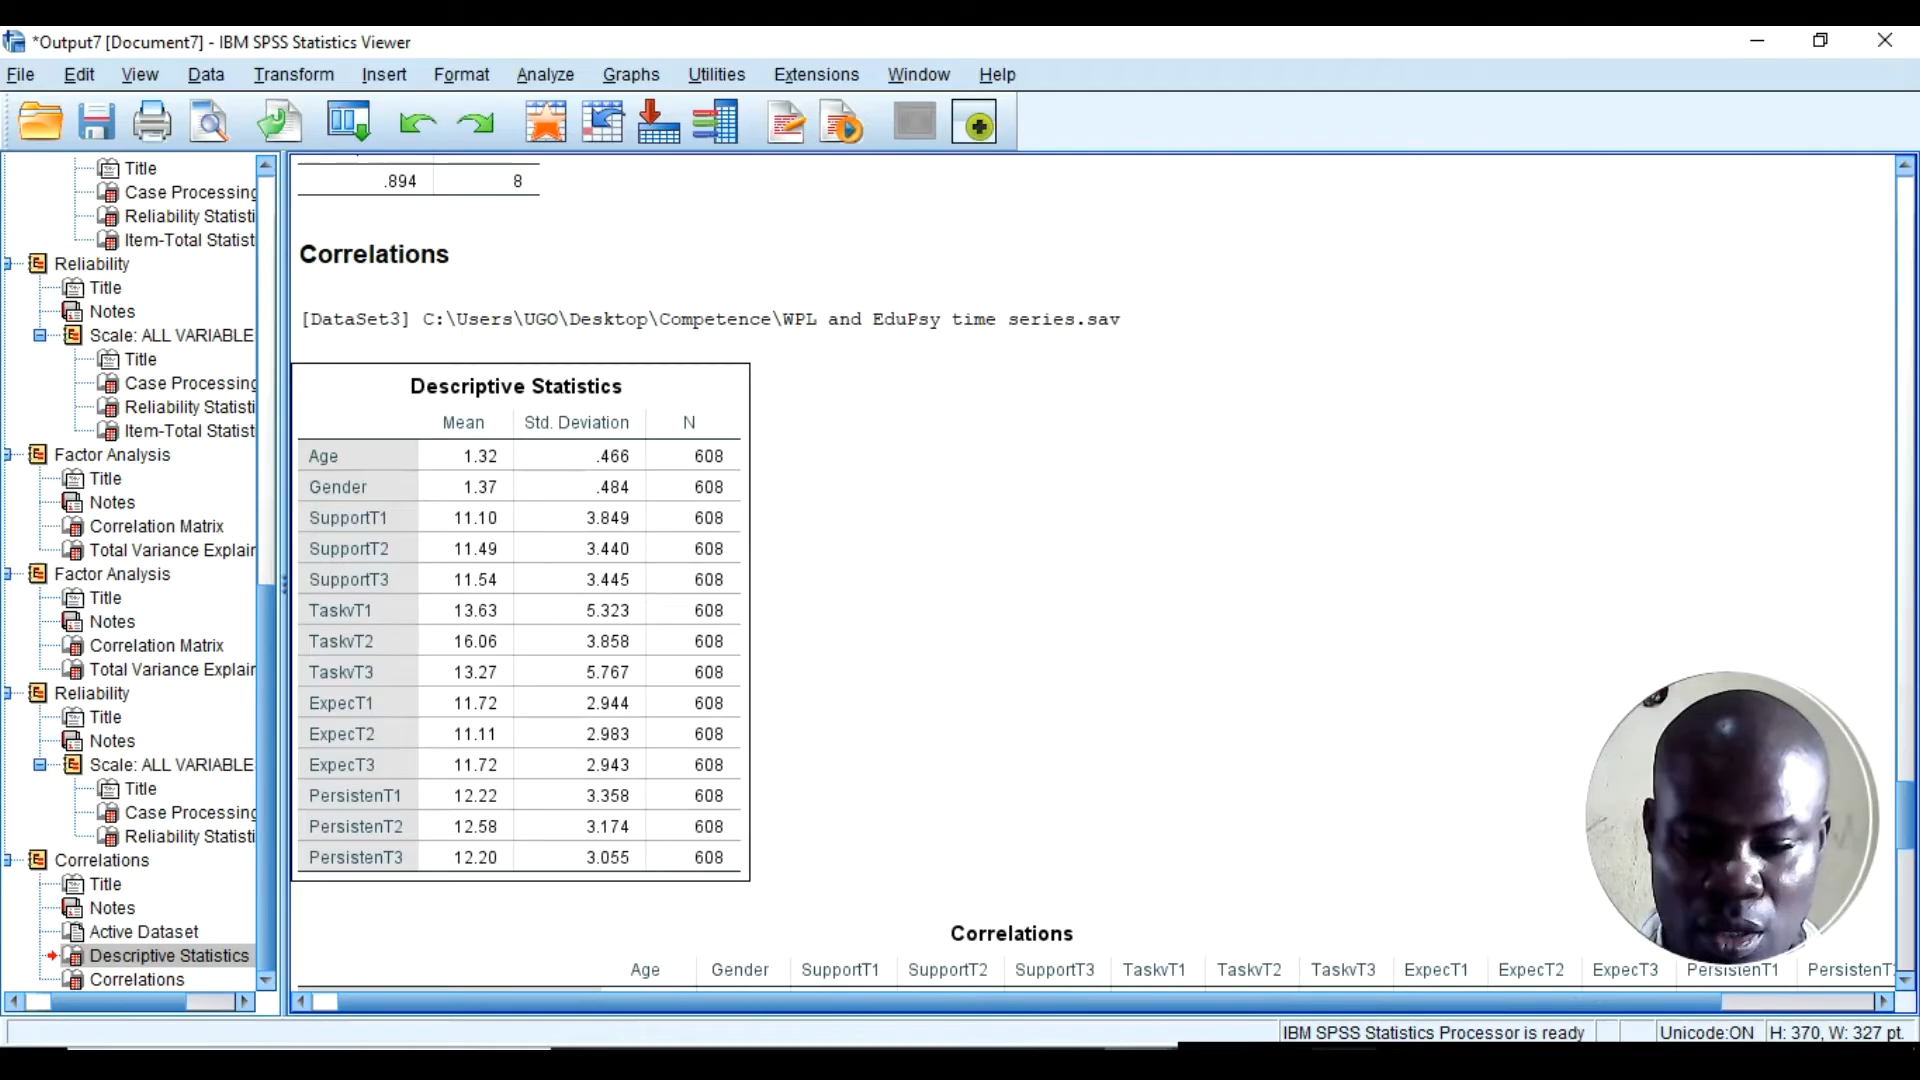 *Output7 [Document7] - IBM SPSS Statistics Viewer
File Edit View Data Transform Insert Format Analyze Graphs Utilities Extensions Window Help
Title
Case Processing
Reliability Statisti
Item-Total Statist
Reliability
Title
Notes
Scale: ALL VARIABLE
Title
Case Processing
Reliability Statisti
Item-Total Statist
Factor Analysis
Title
Notes
Correlation Matrix
Total Variance Explair
Factor Analysis
Title
Notes
Correlation Matrix
Total Variance Explair
Reliability
Title
Notes
Scale: ALL VARIABLE
Title
Case Processing
Reliability Statisti
Correlations
Title
Notes
Active Dataset
Descriptive Statistics
Correlations
.894 8
Correlations
[DataSet3] C:\Users\UGO\Desktop\Competence\WPL and EduPsy time series.sav
Descriptive Statistics
Mean Std. Deviation N
Age 1.32 .466 608
Gender 1.37 .484 608
SupportT1 11.10 3.849 608
SupportT2 11.49 3.440 608
SupportT3 11.54 3.445 608
TaskvT1 13.63 5.323 608
TaskvT2 16.06 3.858 608
TaskvT3 13.27 5.767 608
ExpecT1 11.72 2.944 608
ExpecT2 11.11 2.983 608
ExpecT3 11.72 2.943 608
PersistenT1 12.22 3.358 608
PersistenT2 12.58 3.174 608
PersistenT3 12.20 3.055 608
Correlations
Age Gender SupportT1 SupportT2 SupportT3 TaskvT1 TaskvT2 TaskvT3 ExpecT1 ExpecT2 ExpecT3 PersistenT1 PersistenT
IBM SPSS Statistics Processor is ready Unicode:ON H: 370, W: 327 pt.